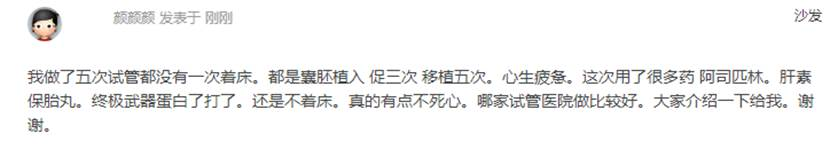 颜颜颜 发表于 刚刚
沙发
我做了五次试管都没有一次着床。都是囊胚植入 促三次 移植五次。心生疲惫。这次用了很多药 阿司匹林。肝素
保胎丸。终极武器蛋白了打了。还是不着床。真的有点不死心。哪家试管医院做比较好。大家介绍一下给我。谢
谢。